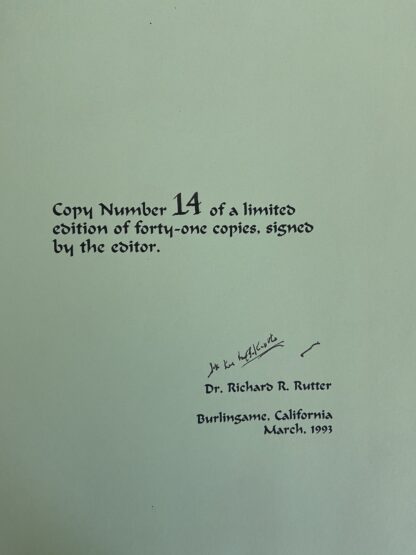 Copy Number 14 of a limited
edition of forty-one copies, signed
by the editor.
Dr. Richard R. Rutter
Burlingame, California
March, 1993